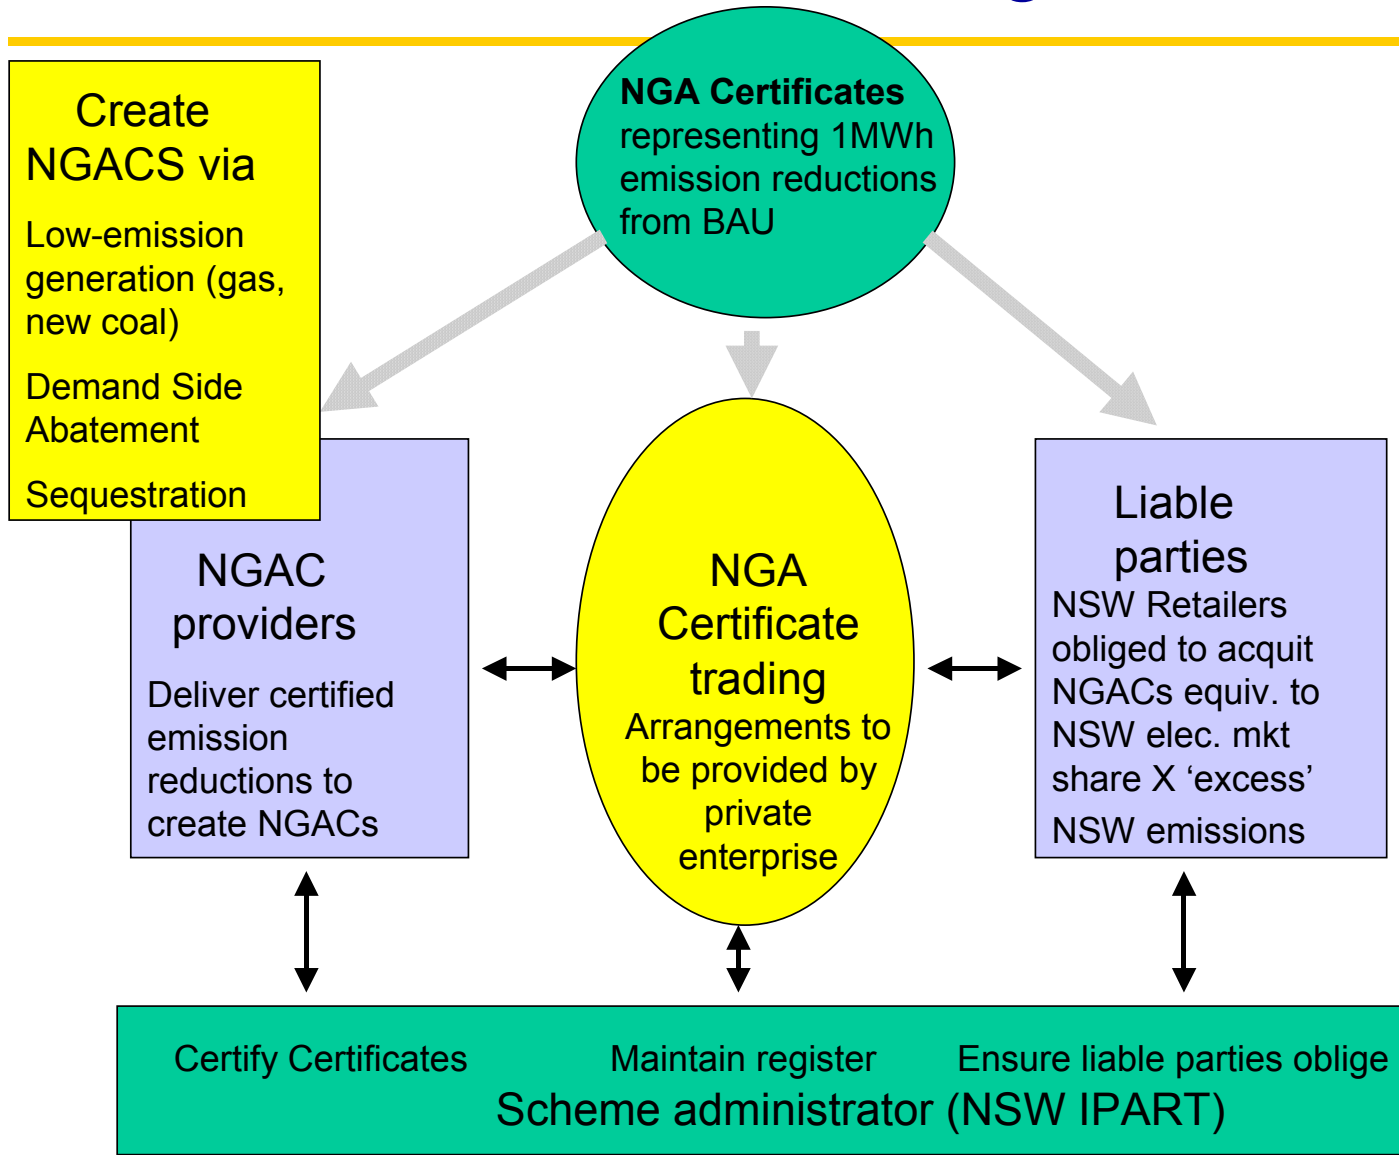 Create
NGACS via
Low-emission
generation (gas,
new coal)
Demand Side
Abatement
Sequestration
NGA Certificates
representing 1MWh
emission reductions
from BAU
NGAC
providers
Deliver certified
emission
reductions to
create NGACs
NGA
Certificate
trading
Arrangements to
be provided by
private
enterprise
Liable
parties
NSW Retailers
obliged to acquit
NGACs equiv. to
NSW elec. mkt
share X ‘excess’
NSW emissions
Certify Certificates
Maintain register
Ensure liable parties oblige
Scheme administrator (NSW IPART)